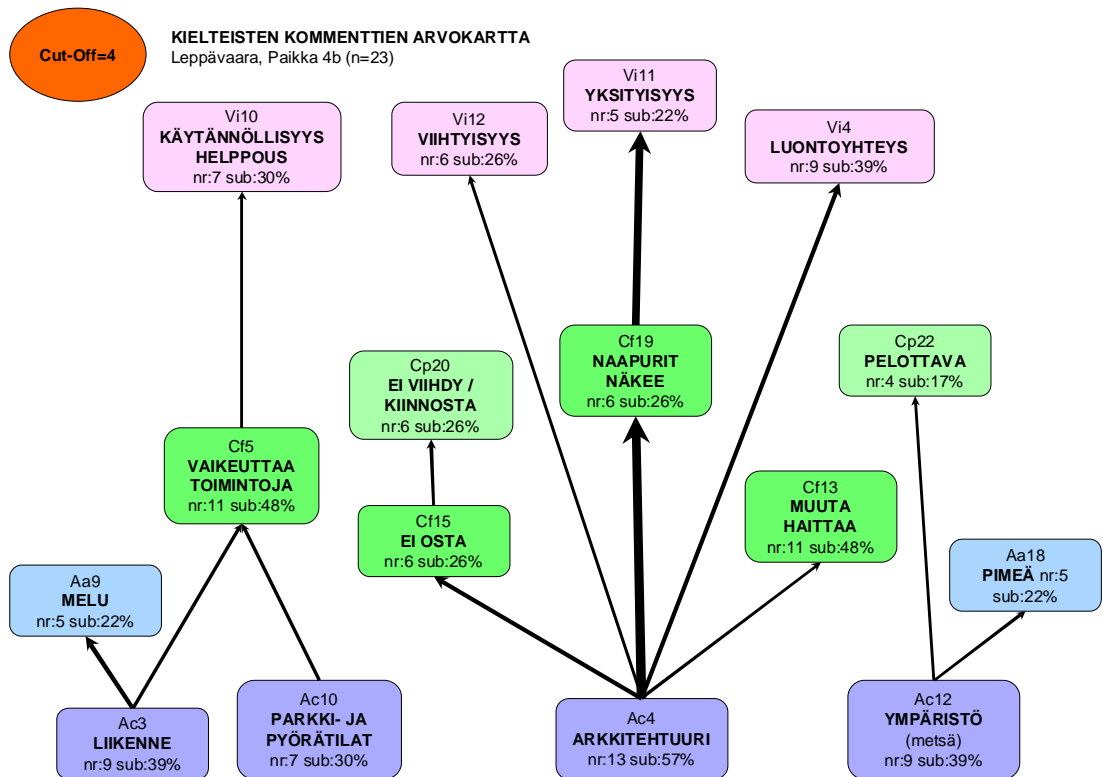 Cut-Off=4
KIELTEISTEN KOMMENTTIEN ARVOKARTTA
Leppävaara, Paikka 4b (n=23)
Vi10
KÄYTÄNNÖLLISYYS
HELPPOUS
nr:7 sub:30%
Vi12
VIIHTYISYYS
nr:6 sub:26%
Vi11
YKSITYISYYS
nr:5 sub:22%
Vi4
LUONTOYHTEYS
nr:9 sub:39%
Cp20
EI VIIHDY /
KIINNOSTA
nr:6 sub:26%
Cf19
NAAPURIT
NÄKEE
nr:6 sub:26%
Cp22
PELOTTAVA
nr:4 sub:17%
Cf5
VAIKEUTTAA
TOIMINTOJA
nr:11 sub:48%
Cf15
EI OSTA
nr:6 sub:26%
Cf13
MUUTA
HAITTAA
nr:11 sub:48%
Aa9
MELU
nr:5 sub:22%
Aa18
PIMEÄ nr:5
sub:22%
Ac3
LIIKENNE
nr:9 sub:39%
Ac10
PARKKI- JA
PYÖRÄTILAT
nr:7 sub:30%
Ac4
ARKKITEHTUURI
nr:13 sub:57%
Ac12
YMPÄRISTÖ
(metsä)
nr:9 sub:39%